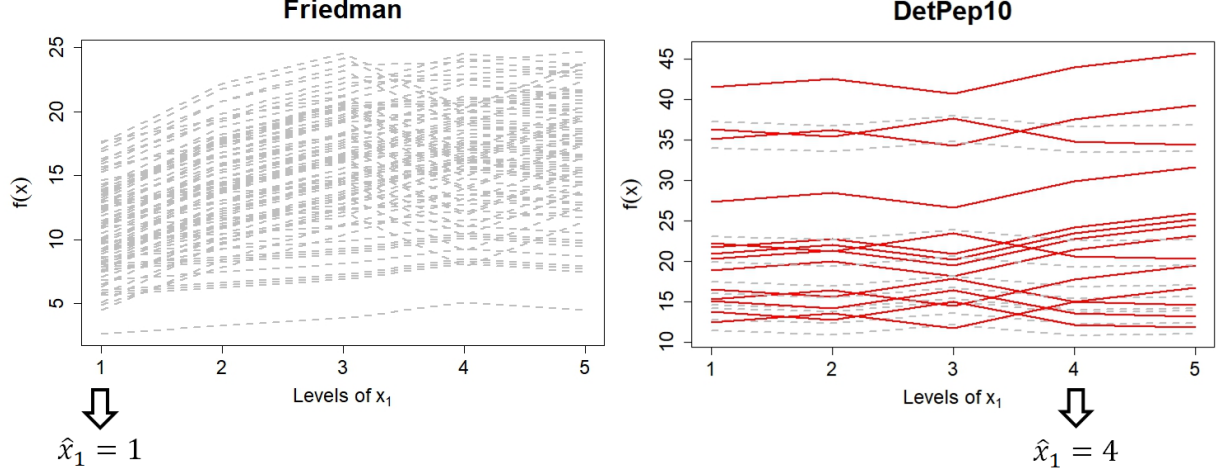 Friedman
25
20
15
10
5
f(x)
1 2 3 4 5
Levels of x₁
x̂₁ = 1
DetPep10
45
40
35
30
25
20
15
10
f(x)
1 2 3 4 5
Levels of x₁
x̂₁ = 4